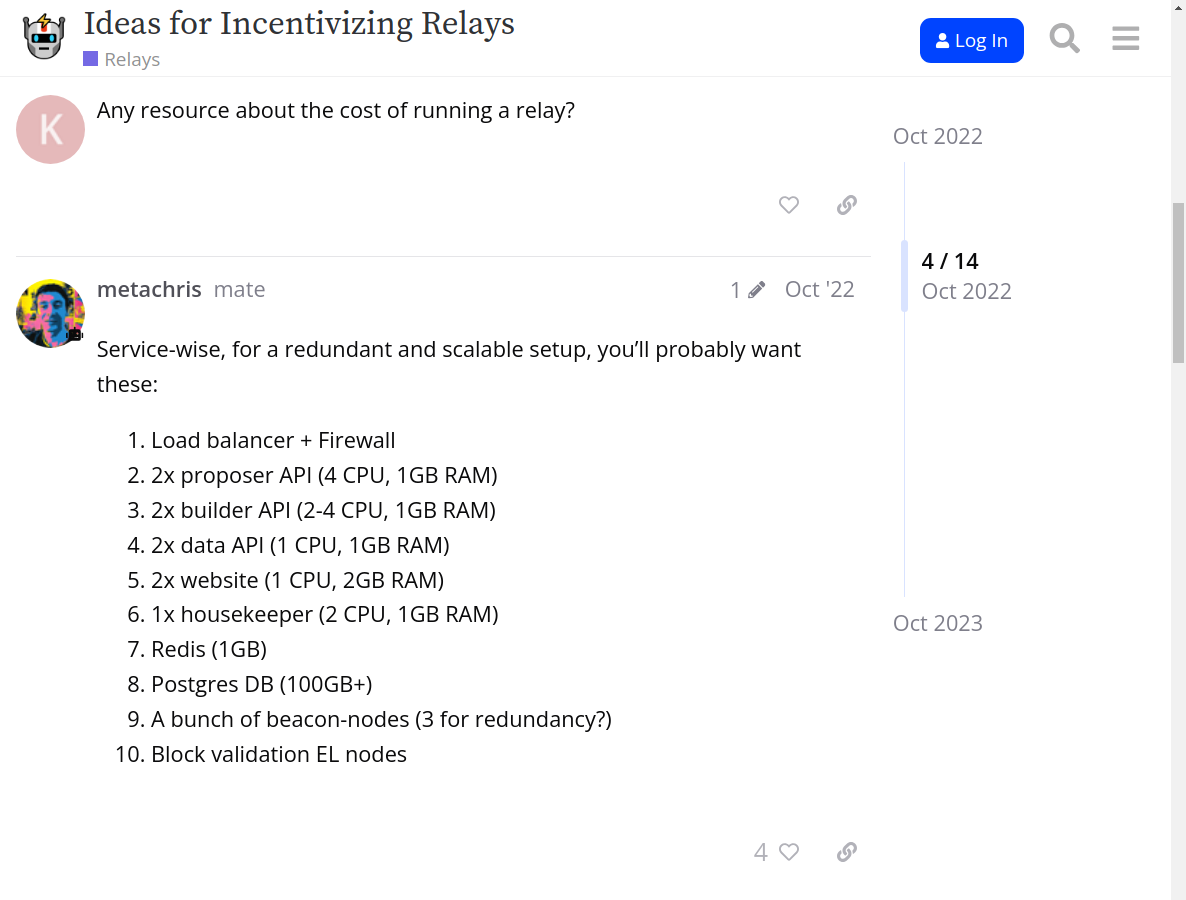 Ideas for Incentivizing Relays
Relays
Log In
K
Any resource about the cost of running a relay?
Oct 2022
4 / 14
Oct 2022
Oct 2023
metachris mate
1
Oct '22
Service-wise, for a redundant and scalable setup, you’ll probably want
these:
1. Load balancer + Firewall
2. 2x proposer API (4 CPU, 1GB RAM)
3. 2x builder API (2-4 CPU, 1GB RAM)
4. 2x data API (1 CPU, 1GB RAM)
5. 2x website (1 CPU, 2GB RAM)
6. 1x housekeeper (2 CPU, 1GB RAM)
7. Redis (1GB)
8. Postgres DB (100GB+)
9. A bunch of beacon-nodes (3 for redundancy?)
10. Block validation EL nodes
4